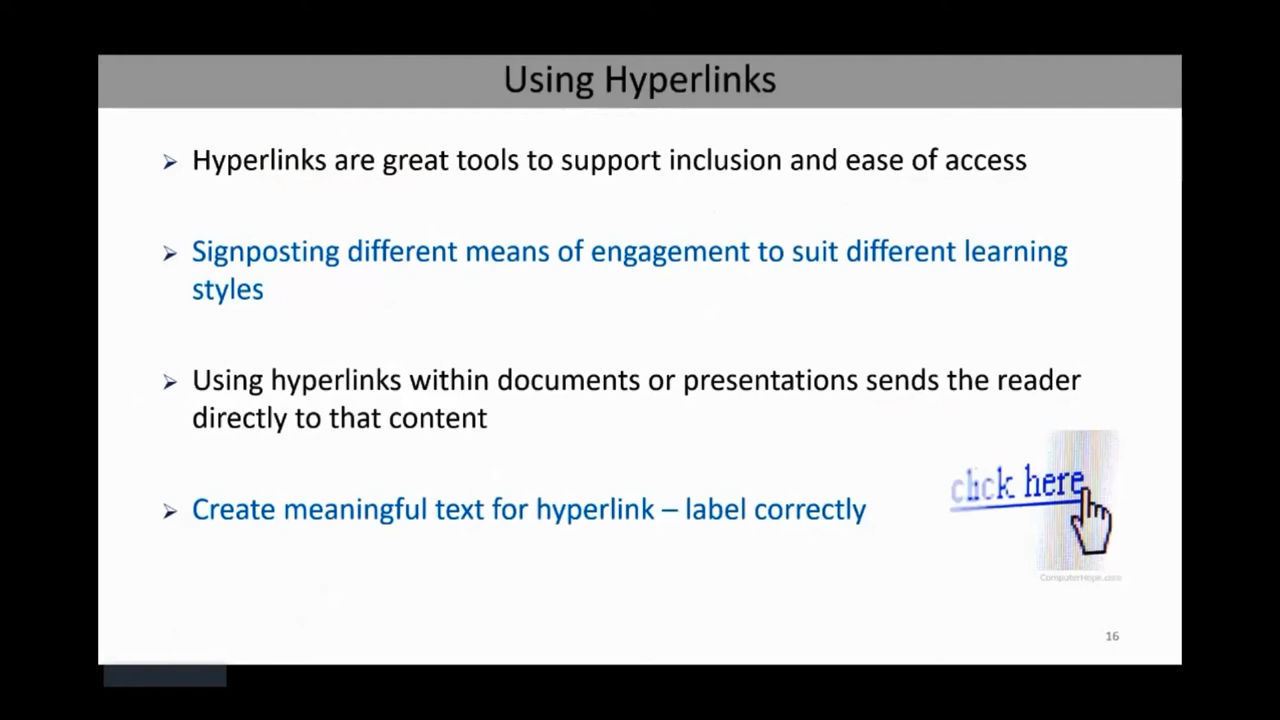 Using Hyperlinks
Hyperlinks are great tools to support inclusion and ease of access
Signposting different means of engagement to suit different learning
styles
Using hyperlinks within documents or presentations sends the reader
directly to that content
Create meaningful text for hyperlink – label correctly
click here
ComputerHope.com
16